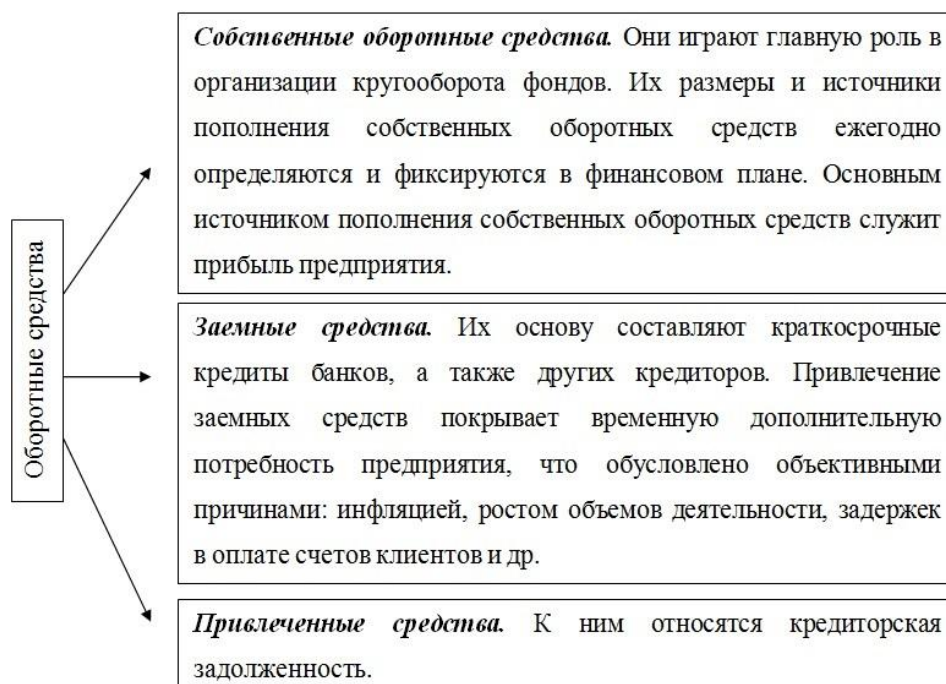 Оборотные средства
Собственные оборотные средства. Они играют главную роль в
организации кругооборота фондов. Их размеры и источники
пополнения собственных оборотных средств ежегодно
определяются и фиксируются в финансовом плане. Основным
источником пополнения собственных оборотных средств служит
прибыль предприятия.
Заемные средства. Их основу составляют краткосрочные
кредиты банков, а также других кредиторов. Привлечение
заемных средств покрывает временную дополнительную
потребность предприятия, что обусловлено объективными
причинами: инфляцией, ростом объемов деятельности, задержек
в оплате счетов клиентов и др.
Привлеченные средства. К ним относятся кредиторская
задолженность.